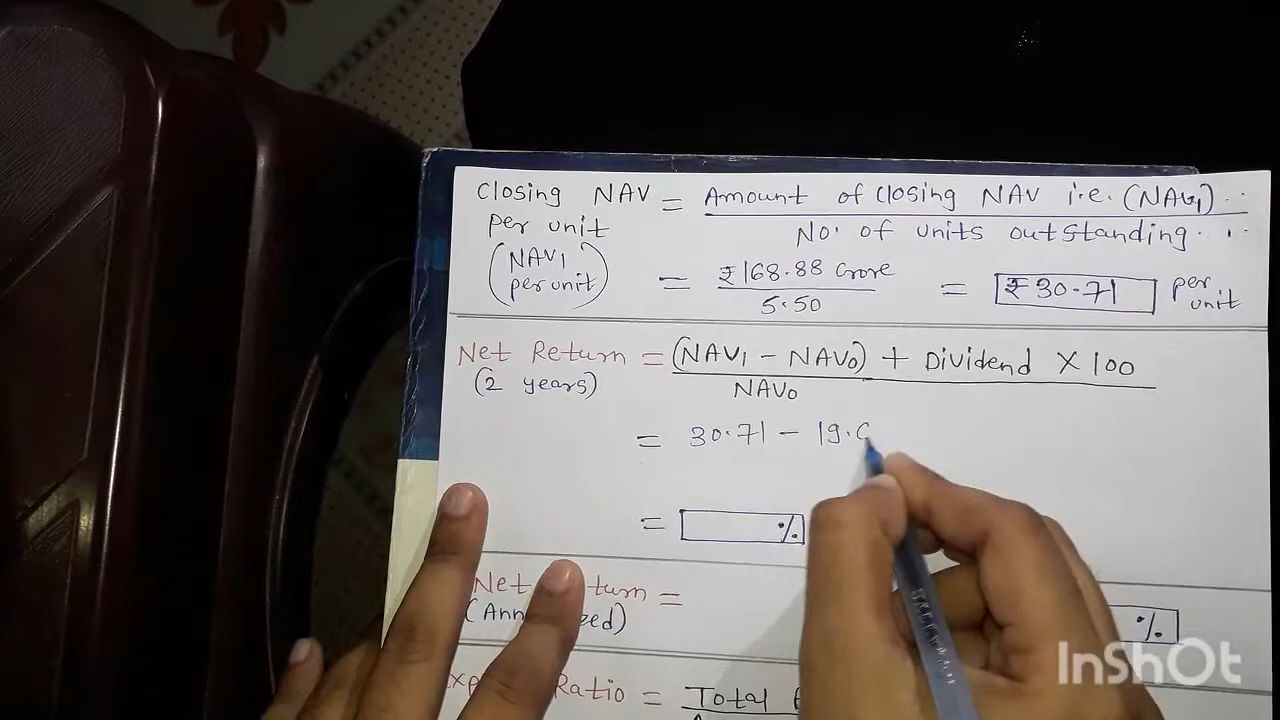 Closing NAV per unit = Amount of Closing NAV i.e. (NAV1)
No. of units outstanding
(NAV1 per unit) = ₹168.88 Crore / 5.50 = ₹30.71 per unit
Net Return = (NAV1 - NAV0) + Dividend X 100
(2 years) NAV0
= 30.71 - 19.
= %
Net =
%
Ratio = Total
InShOt